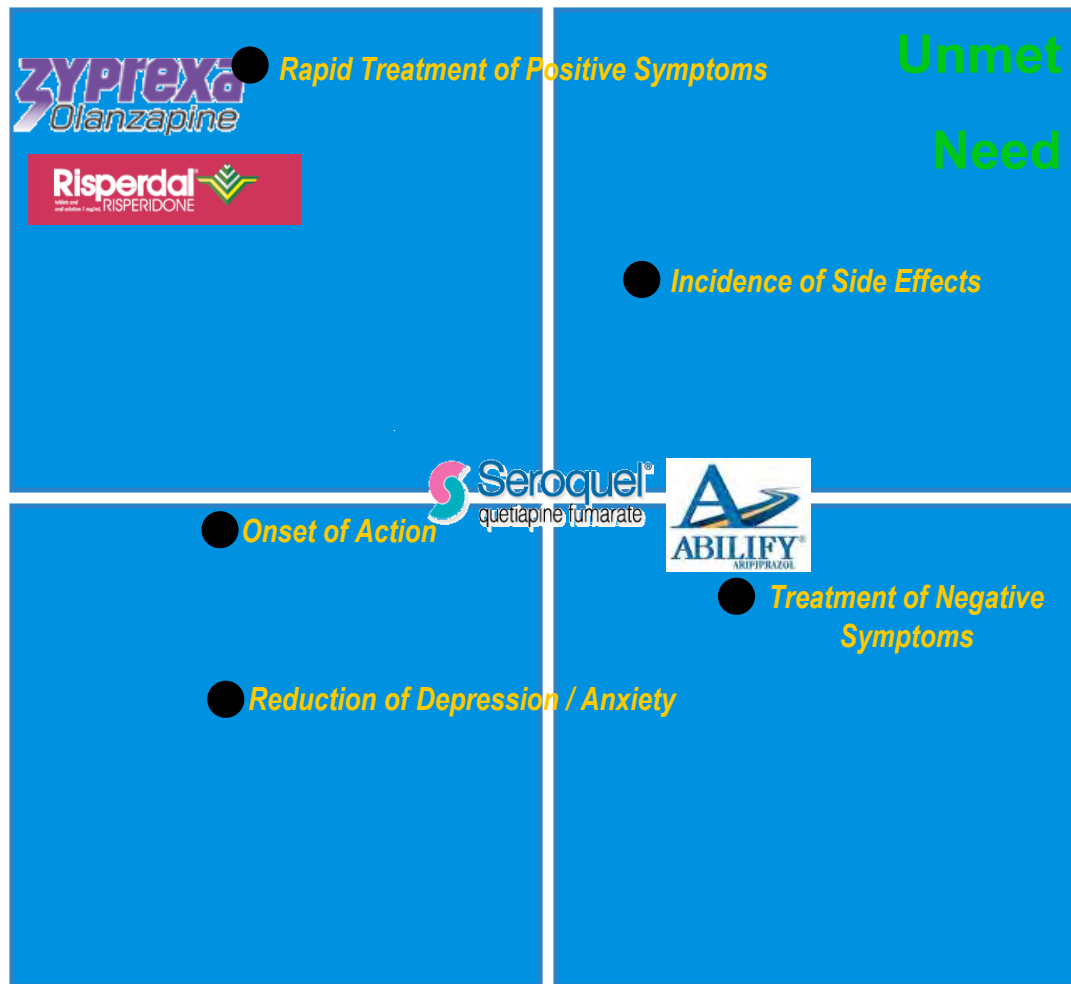 Unmet
Need
zyprexa
Olanzapine
Rapid Treatment of Positive Symptoms
Risperdal®
RISPERIDONE
Incidence of Side Effects
Seroquel®
quetiapine fumarate
A
ABILIFY®
ARIPIPRAZOL
Onset of Action
Treatment of Negative
Symptoms
Reduction of Depression / Anxiety